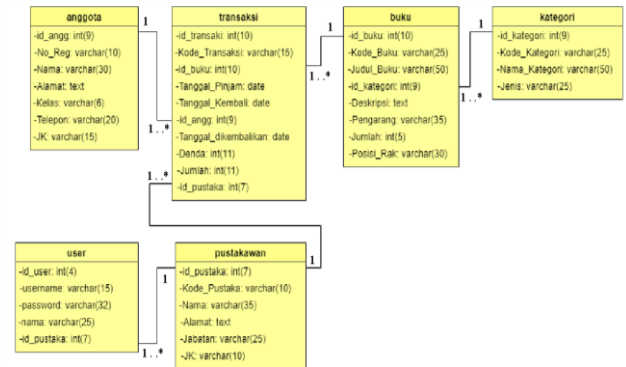 anggota
-id_angg: int(9)
-No_Reg: varchar(10)
-Nama: varchar(30)
-Alamat: text
-Kelas: varchar(6)
-Telepon: varchar(20)
-JK: varchar(15)
1
1..*
transaksi
-id_transaki: int(10)
-Kode_Transaksi: varchar(15)
-id_buku: int(10)
-Tanggal_Pinjam: date
-Tanggal_Kembali: date
-id_angg: int(9)
-Tanggal_dikembalikan: date
-Denda: int(11)
-Jumlah: int(11)
-id_pustaka: int(7)
1
1..*
buku
-id_buku: int(10)
-Kode_Buku: varchar(25)
-Judul_Buku: varchar(50)
-id_kategori: int(9)
-Deskripsi: text
-Pengarang: varchar(35)
-Jumlah: int(5)
-Posisi_Rak: varchar(30)
1
1..*
kategori
-id_kategori: int(9)
-Kode_Kategori: varchar(25)
-Nama_Kategori: varchar(50)
-Jenis: varchar(25)
1..*
1
user
-id_user: int(4)
-username: varchar(15)
-password: varchar(32)
-nama: varchar(25)
-id_pustaka: int(7)
1
1..*
pustakawan
-id_pustaka: int(7)
-Kode_Pustaka: varchar(10)
-Nama: varchar(35)
-Alamat: text
-Jabatan: varchar(25)
-JK: varchar(10)